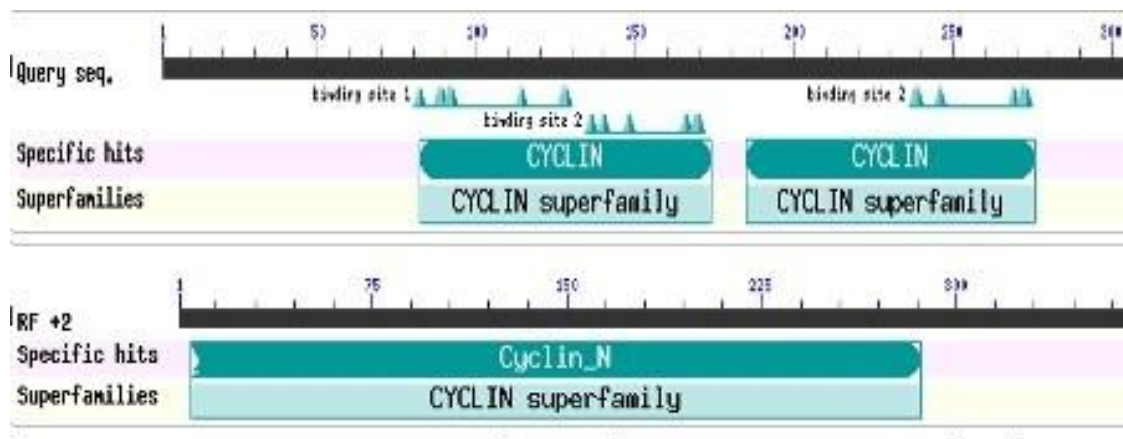 1 50 100 150 200 250 300
Query seq.
binding site 1 binding site 2
binding site 2
Specific hits CYCLIN CYCLIN
Superfamilies CYCLIN superfamily CYCLIN superfamily
1 75 150 225 300
RF +2
Specific hits Cyclin_N
Superfamilies CYCLIN superfamily